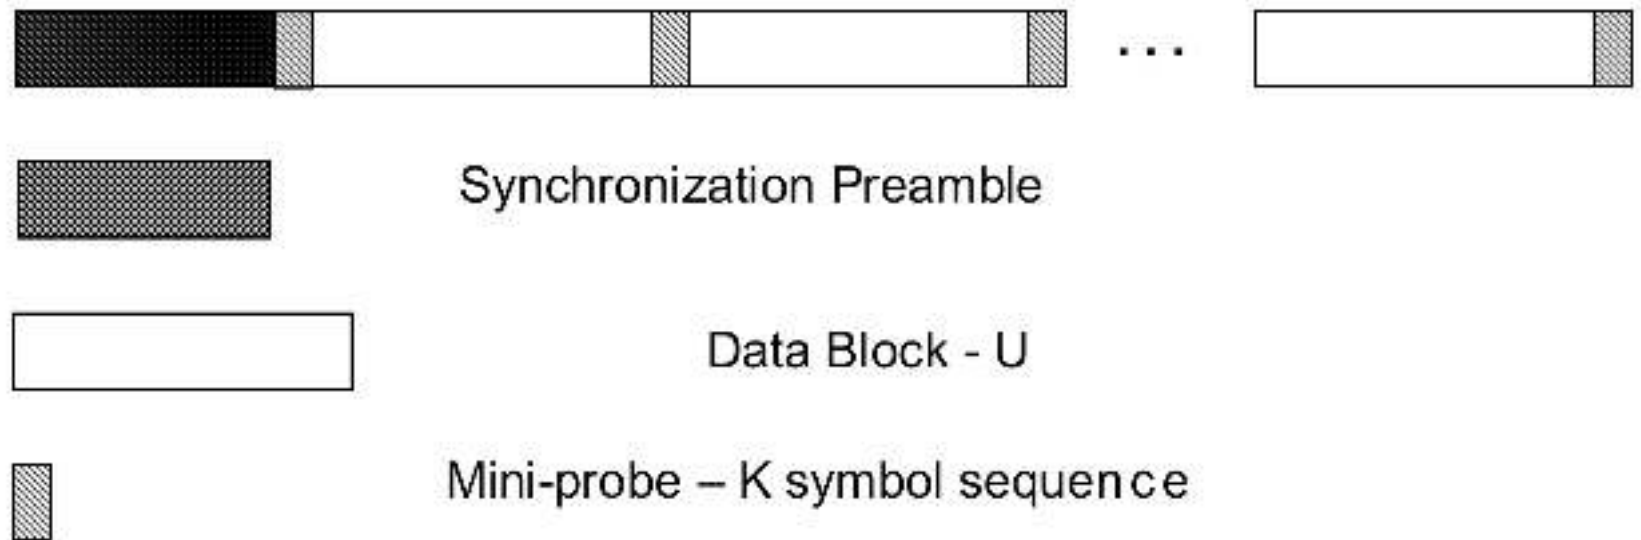 ...
Synchronization Preamble
Data Block - U
Mini-probe – K symbol sequence